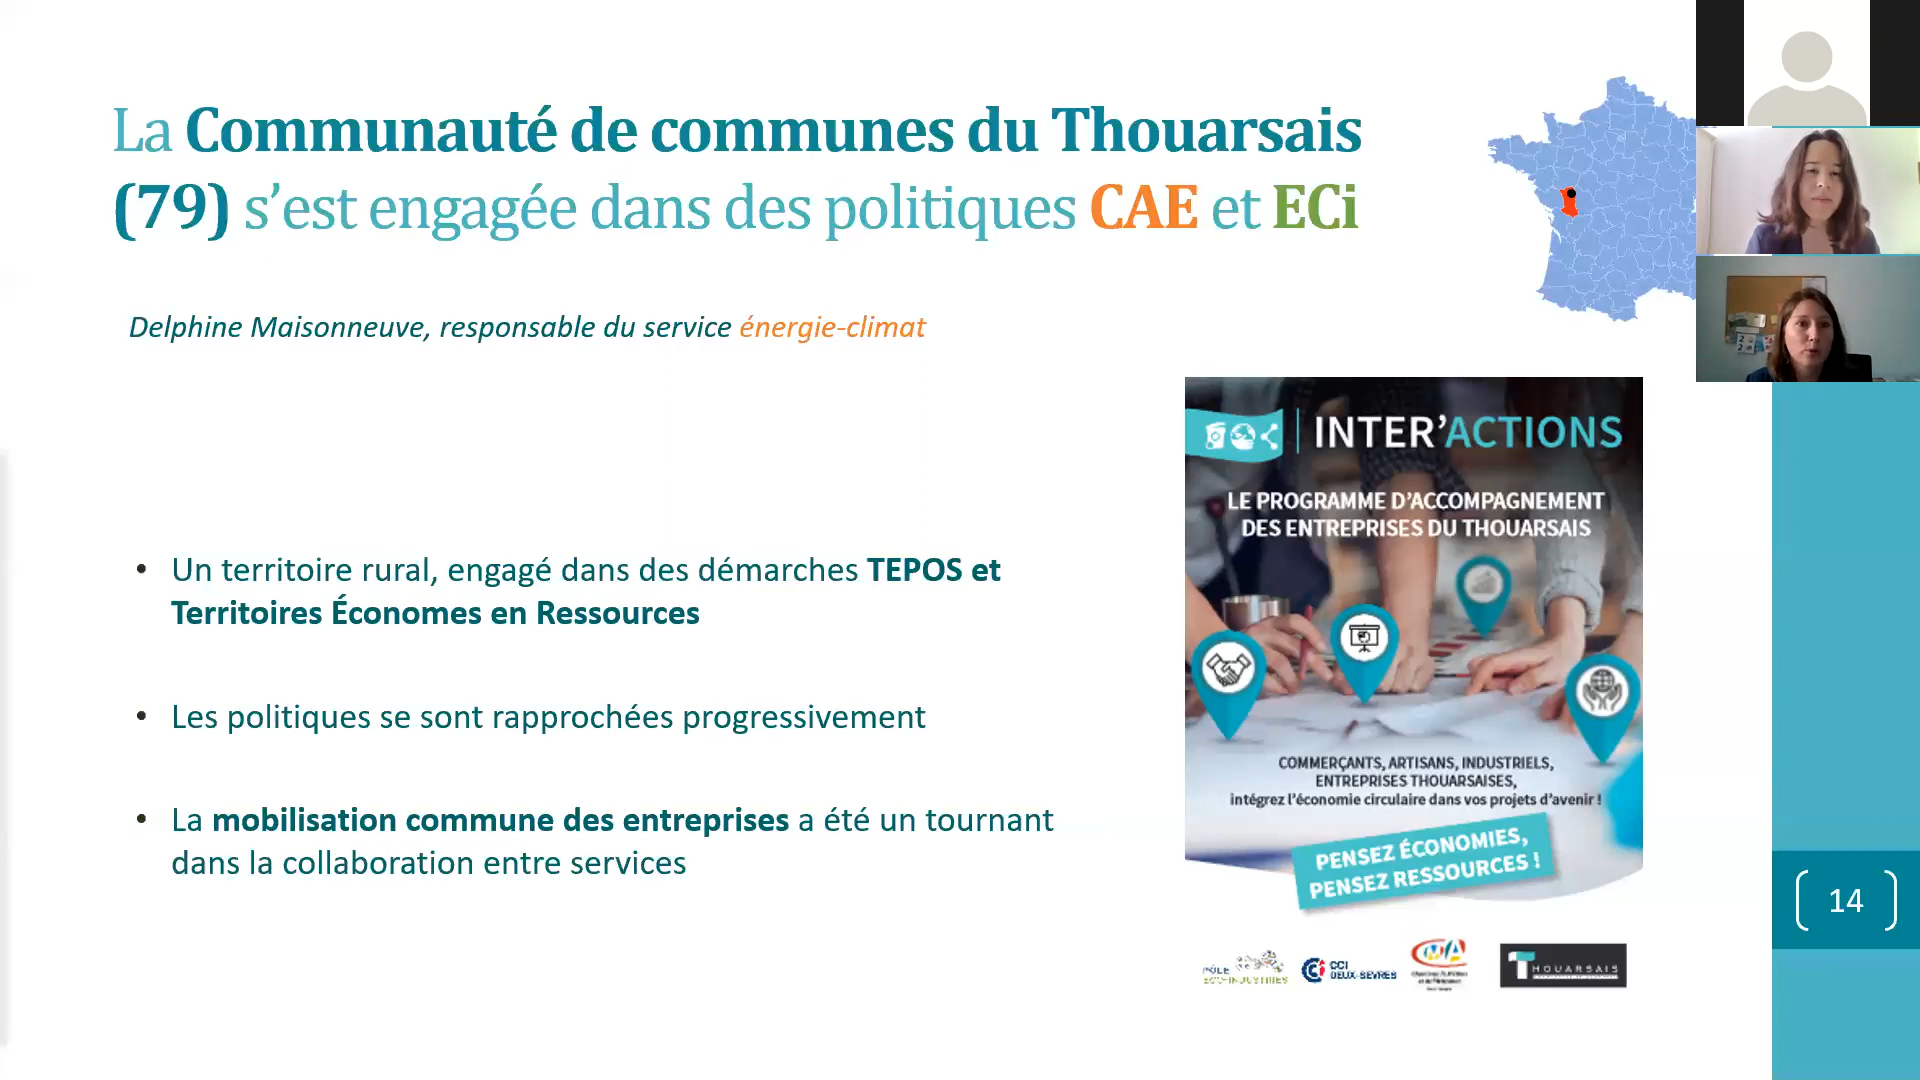 La Communauté de communes du Thouarsais
(79) s’est engagée dans des politiques CAE et ECi
Delphine Maisonneuve, responsable du service énergie-climat
• Un territoire rural, engagé dans des démarches TEPOS et
Territoires Économes en Ressources
• Les politiques se sont rapprochées progressivement
• La mobilisation commune des entreprises a été un tournant
dans la collaboration entre services
INTER’ACTIONS
LE PROGRAMME D’ACCOMPAGNEMENT
DES ENTREPRISES DU THOUARSAIS
COMMERÇANTS, ARTISANS, INDUSTRIELS,
ENTREPRISES THOUARSAISES,
intégrez l’économie circulaire dans vos projets d’avenir !
PENSEZ ÉCONOMIES,
PENSEZ RESSOURCES !
PÔLE
ECO-INDUSTRIES
CCI
DEUX-SEVRES
CMA
THOUARSAIS
14